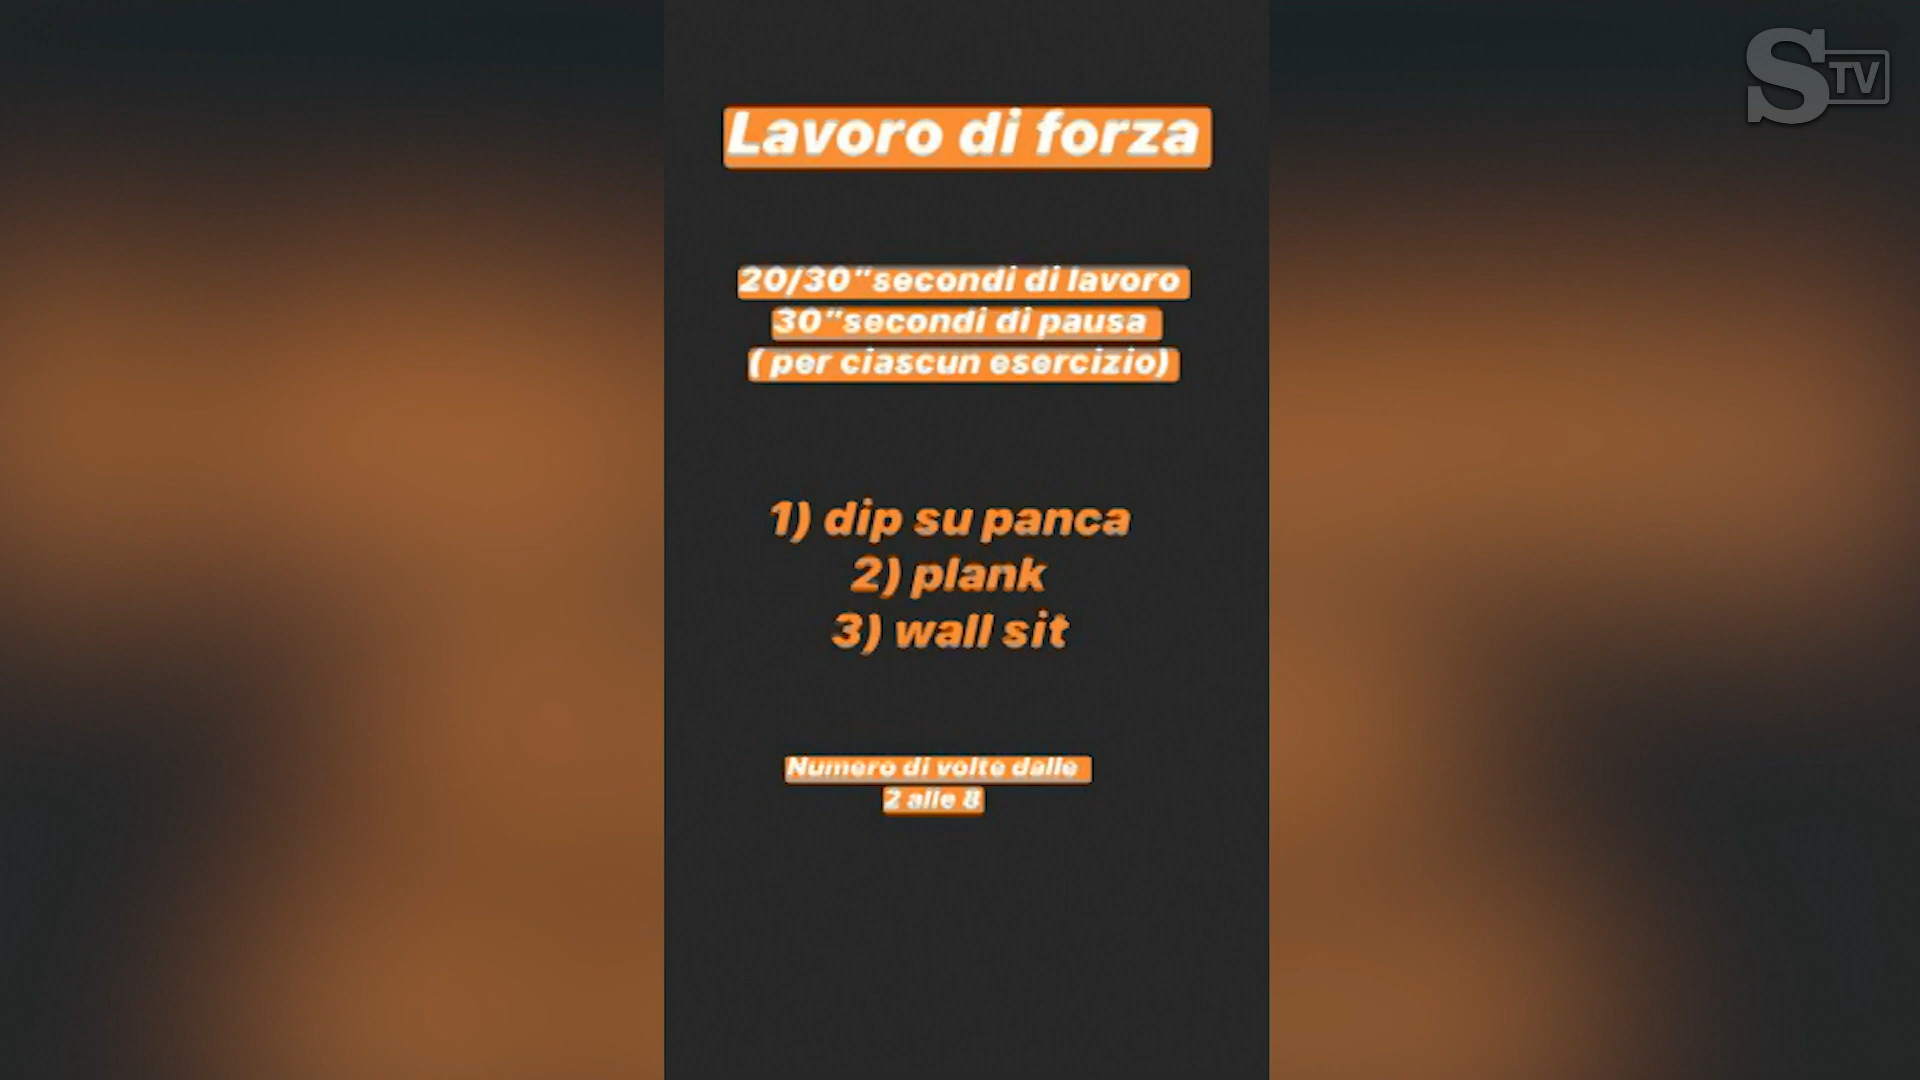 STV
Lavoro di forza
20/30"secondi di lavoro
30"secondi di pausa
( per ciascun esercizio)
1) dip su panca
2) plank
3) wall sit
Numero di volte dalle
2 alle 8